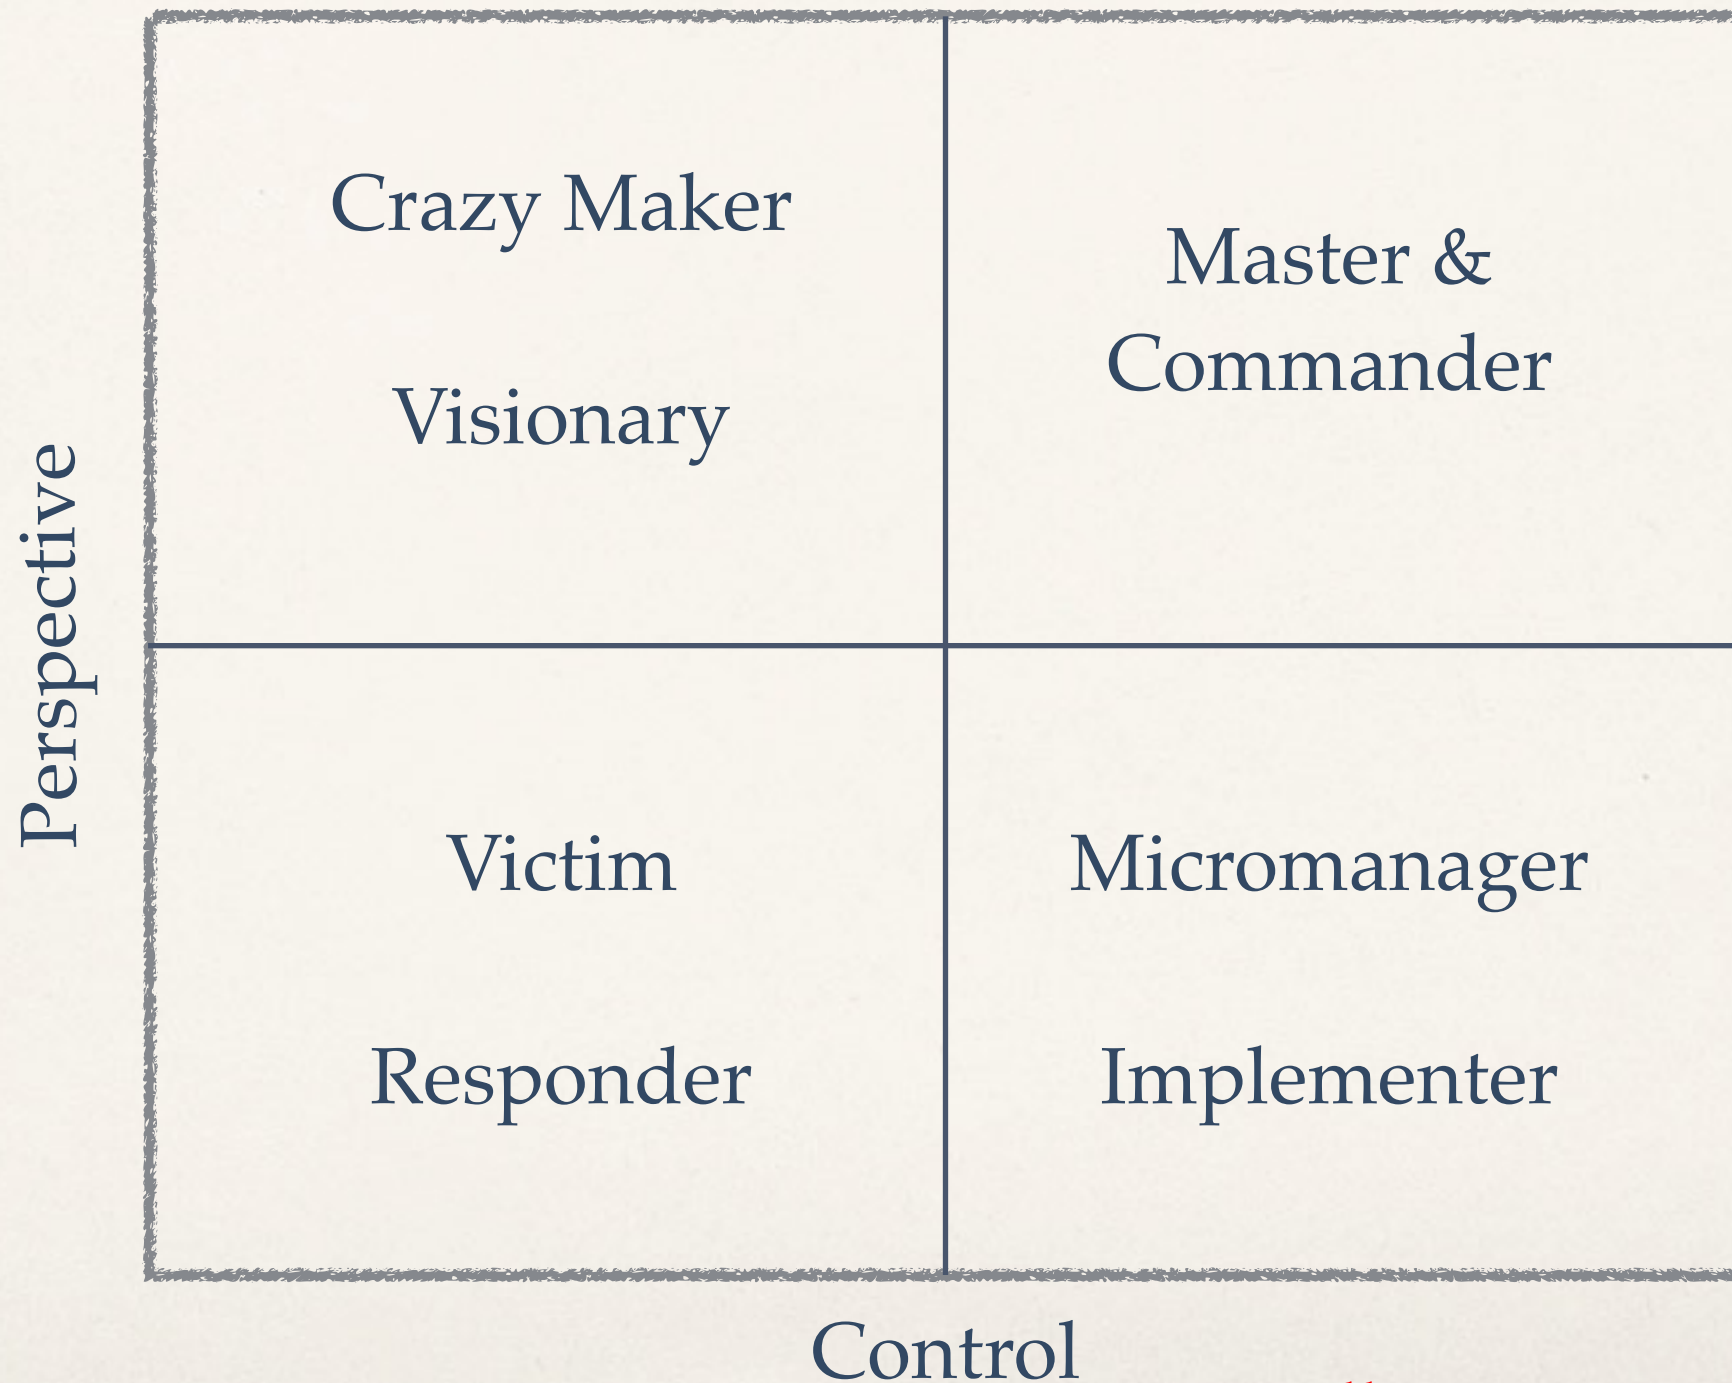 Crazy Maker
Visionary
Master &
Commander
Perspective
Victim
Responder
Micromanager
Implementer
Control